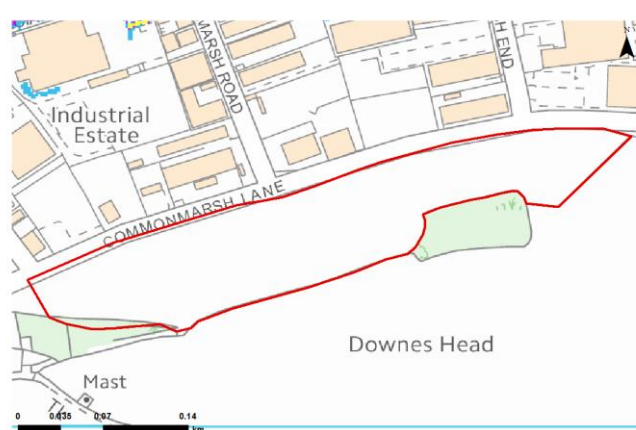 Industrial
Estate
MARSH ROAD
H END
COMMONMARSH LANE
Downes Head
Mast
0 0.035 0.07 0.14
km